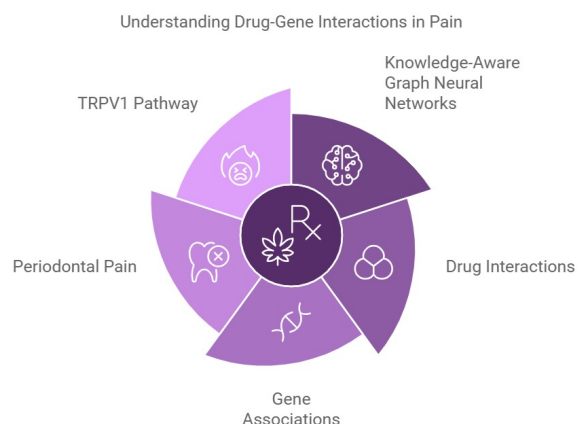 Understanding Drug-Gene Interactions in Pain
Knowledge-Aware
Graph Neural
Networks
TRPV1 Pathway
Rx
Periodontal Pain
Drug Interactions
Gene
Associations